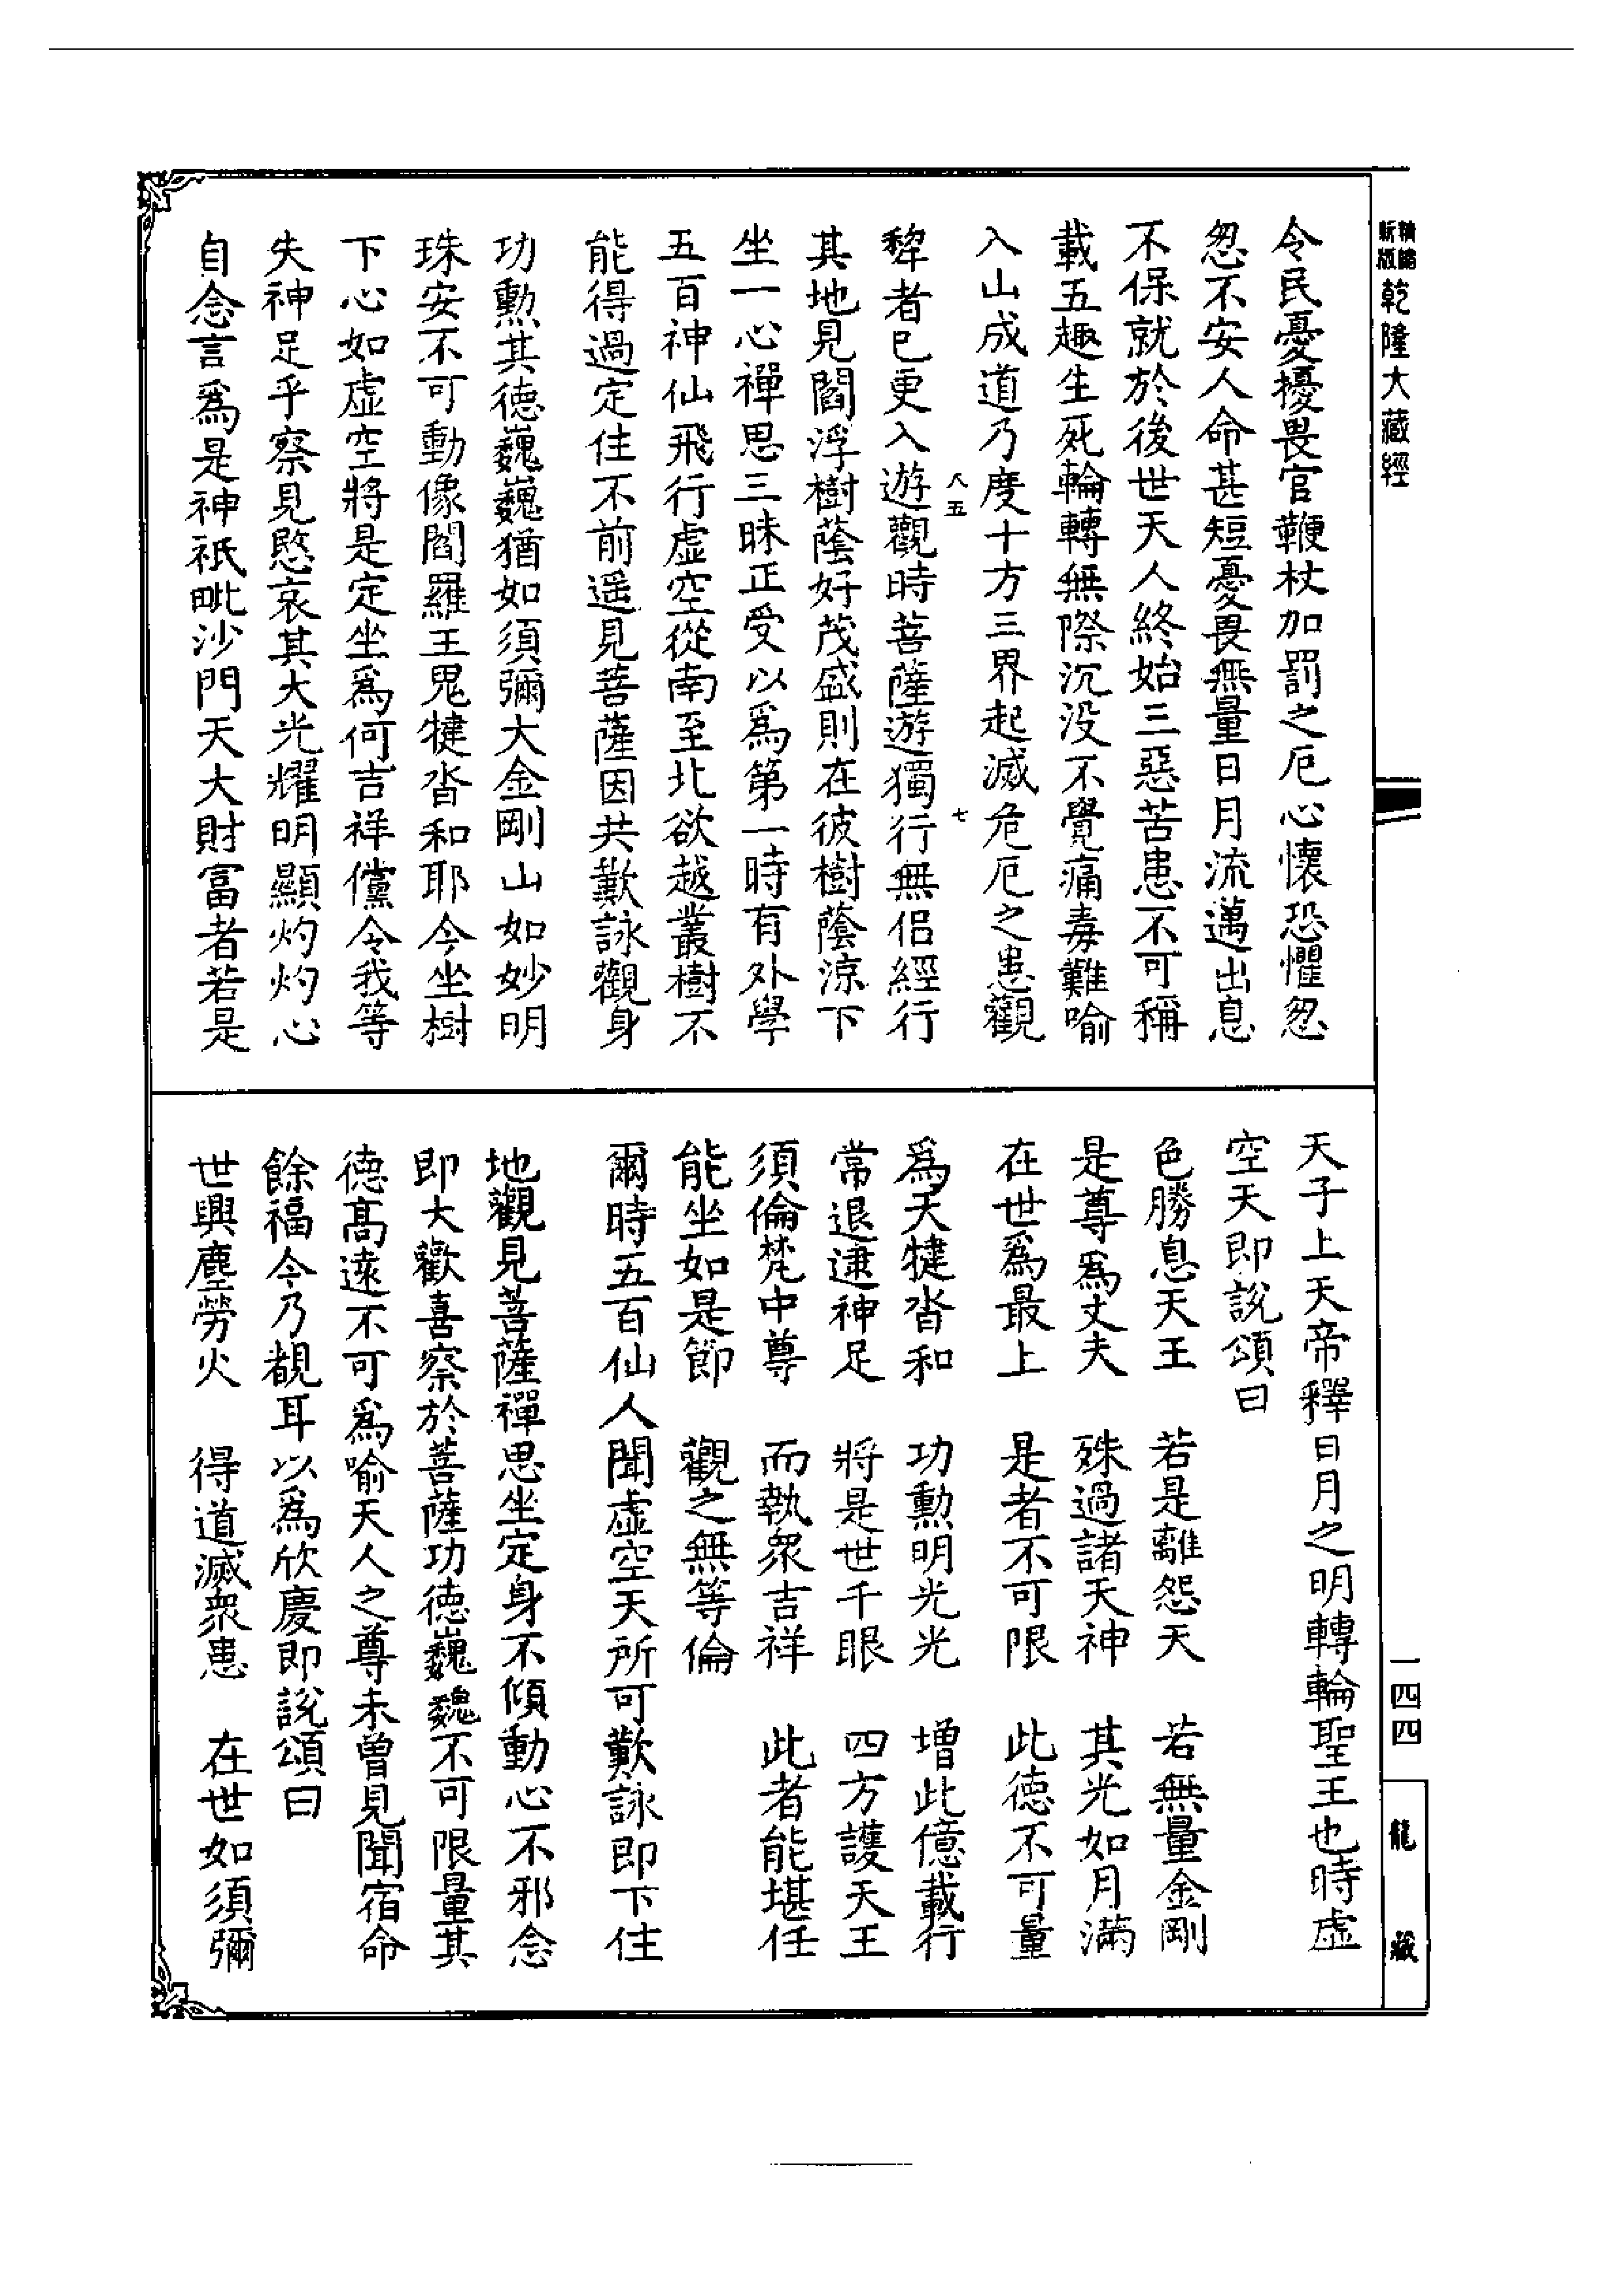 精縮
新版
乾隆大藏經
令民憂擾畏官鞭杖加罰之厄心懷恐懼忽
忽不安人命甚短憂畏無量日月流邁出息
不保就於後世天人終始三惡苦患不可稱
載五趣生死輪轉無際沉没不覺痛毒難喻
入山成道乃度十方三界起滅危厄之患觀
八五
七
犂者已更入遊觀時菩薩遊獨行無侶經行
其地見閻浮樹蔭好茂盛則在彼樹蔭涼下
坐一心禪思三昧正受以爲第一時有外學
五百神仙飛行虛空從南至北欲越叢樹不
能得過定住不前遥見菩薩因共歎詠觀身
功勲其德巍巍猶如須彌大金剛山如妙明
珠安不可動像閻羅王鬼犍沓和耶今坐樹
下心如虛空將是定坐爲何吉祥儻令我等
失神足乎察見愍哀其大光耀明顯灼灼心
自念言爲是神祇毗沙門天大財富者若是
天子上天帝釋日月之明轉輪聖王也時虛
空天即説頌曰
色勝息天王　若是離怨天　若無量金剛
是尊爲丈夫　殊過諸天神　其光如月滿
在世爲最上　是者不可限　此德不可量
爲天犍沓和　功勲明光光　增此億載行
常退逮神足　將是世千眼　四方護天王
須倫梵中尊　而執衆吉祥　此者能堪任
能坐如是節　觀之無等倫
爾時五百仙人聞虛空天所可歎詠即下住
地觀見菩薩禪思坐定身不傾動心不邪念
即大歡喜察於菩薩功德巍巍不可限量其
德高遠不可爲喻天人之尊未曾見聞宿命
餘福今乃覩耳以爲欣慶即説頌曰
世興塵勞火　得道滅衆患　在世如須彌
一四四
龍藏